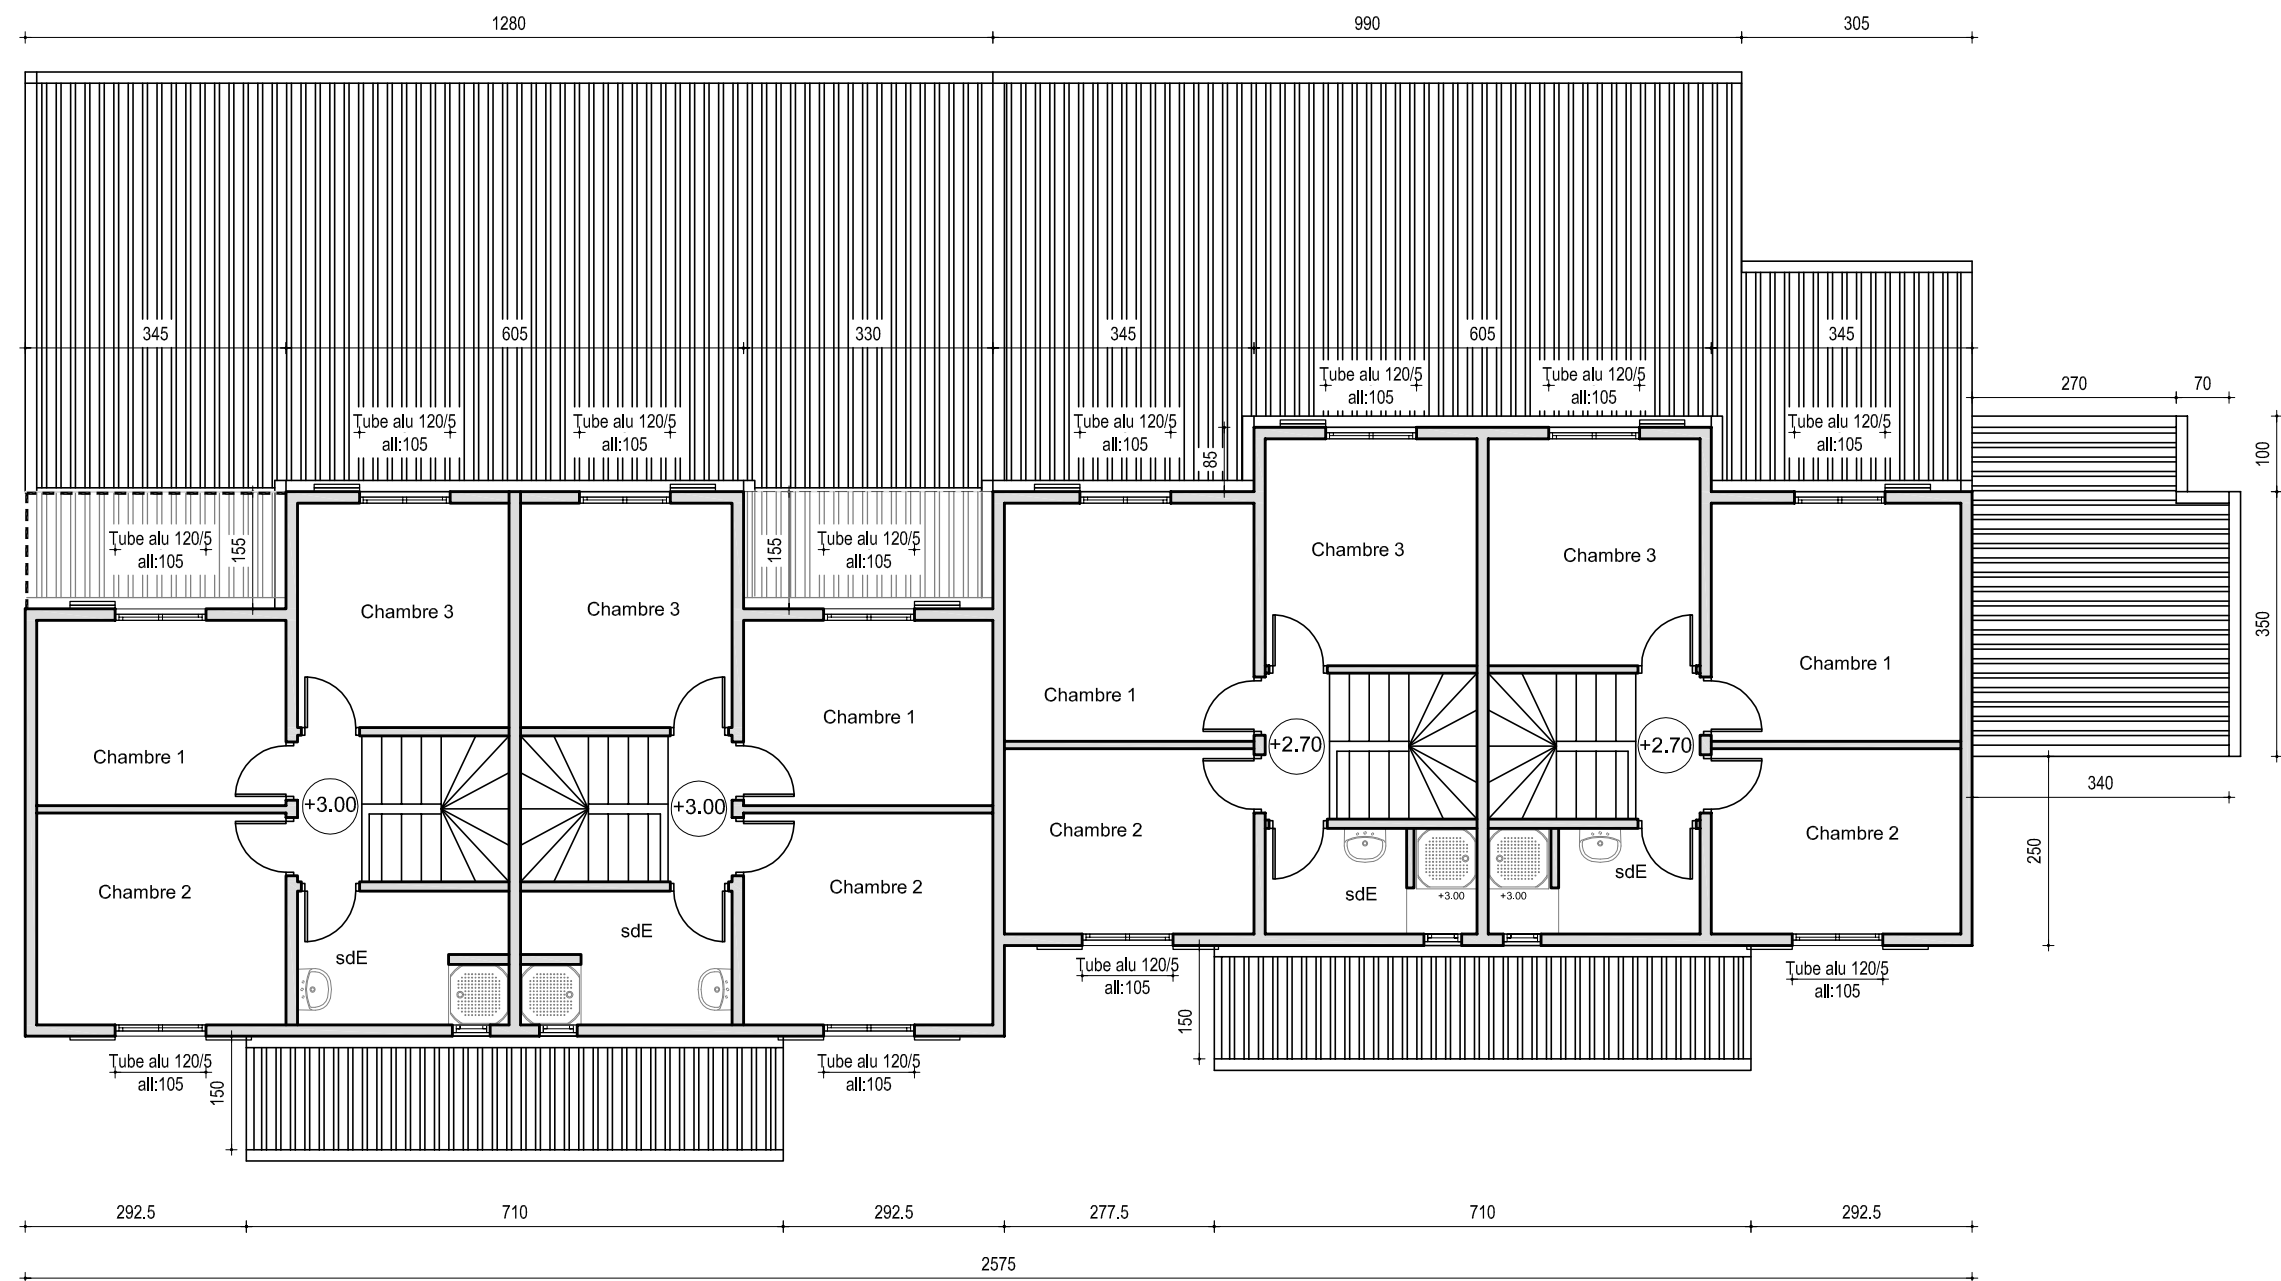 1280
990
305
345
605
330
345
605
345
270
70
Tube alu 120/5
all:105
Tube alu 120/5
all:105
Tube alu 120/5
all:105
Tube alu 120/5
all:105
Tube alu 120/5
all:105
Tube alu 120/5
all:105
85
100
Tube alu 120/5
all:105
155
Tube alu 120/5
all:105
155
Chambre 3
Chambre 3
Chambre 3
Chambre 3
350
Chambre 1
Chambre 1
Chambre 1
Chambre 1
+3.00
+3.00
+2.70
+2.70
340
Chambre 2
Chambre 2
Chambre 2
Chambre 2
250
sdE
sdE
sdE
+3.00
+3.00
sdE
Tube alu 120/5
all:105
Tube alu 120/5
all:105
150
Tube alu 120/5
all:105
Tube alu 120/5
all:105
150
292.5
710
292.5
277.5
710
292.5
2575